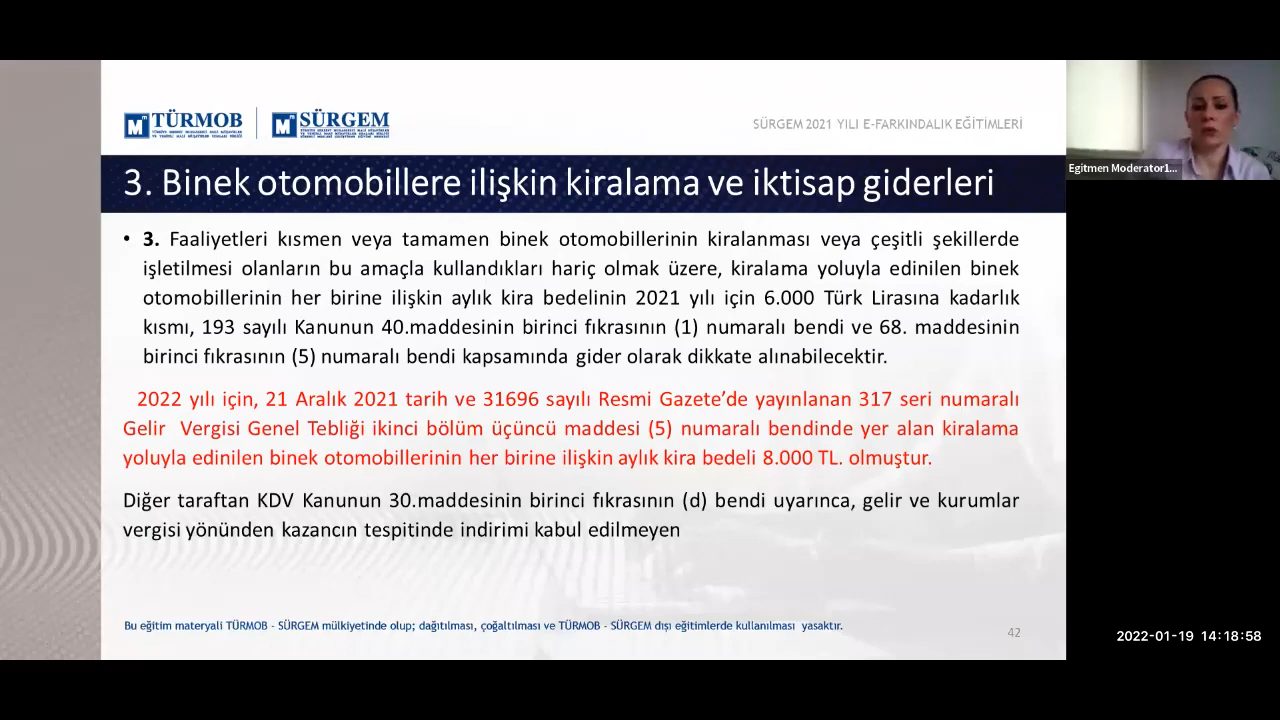 TÜRMOB
SÜRGEM
SÜRGEM 2021 YILI E-FARKINDALIK EĞİTİMLERİ
3. Binek otomobillere ilişkin kiralama ve iktisap giderleri
Egitmen Moderator1...
• 3. Faaliyetleri kısmen veya tamamen binek otomobillerinin kiralanması veya çeşitli şekillerde
işletilmesi olanların bu amaçla kullandıkları hariç olmak üzere, kiralama yoluyla edinilen binek
otomobillerinin her birine ilişkin aylık kira bedelinin 2021 yılı için 6.000 Türk Lirasına kadarlık
kısmı, 193 sayılı Kanunun 40.maddesinin birinci fıkrasının (1) numaralı bendi ve 68. maddesinin
birinci fıkrasının (5) numaralı bendi kapsamında gider olarak dikkate alınabilecektir.
2022 yılı için, 21 Aralık 2021 tarih ve 31696 sayılı Resmi Gazete'de yayınlanan 317 seri numaralı
Gelir Vergisi Genel Tebliği ikinci bölüm üçüncü maddesi (5) numaralı bendinde yer alan kiralama
yoluyla edinilen binek otomobillerinin her birine ilişkin aylık kira bedeli 8.000 TL. olmuştur.
Diğer taraftan KDV Kanunun 30.maddesinin birinci fıkrasının (d) bendi uyarınca, gelir ve kurumlar
vergisi yönünden kazancın tespitinde indirimi kabul edilmeyen
Bu eğitim materyali TÜRMOB - SÜRGEM mülkiyetinde olup; dağıtılması, çoğaltılması ve TÜRMOB - SÜRGEM dışı eğitimlerde kullanılması yasaktır.
42
2022-01-19 14:18:58